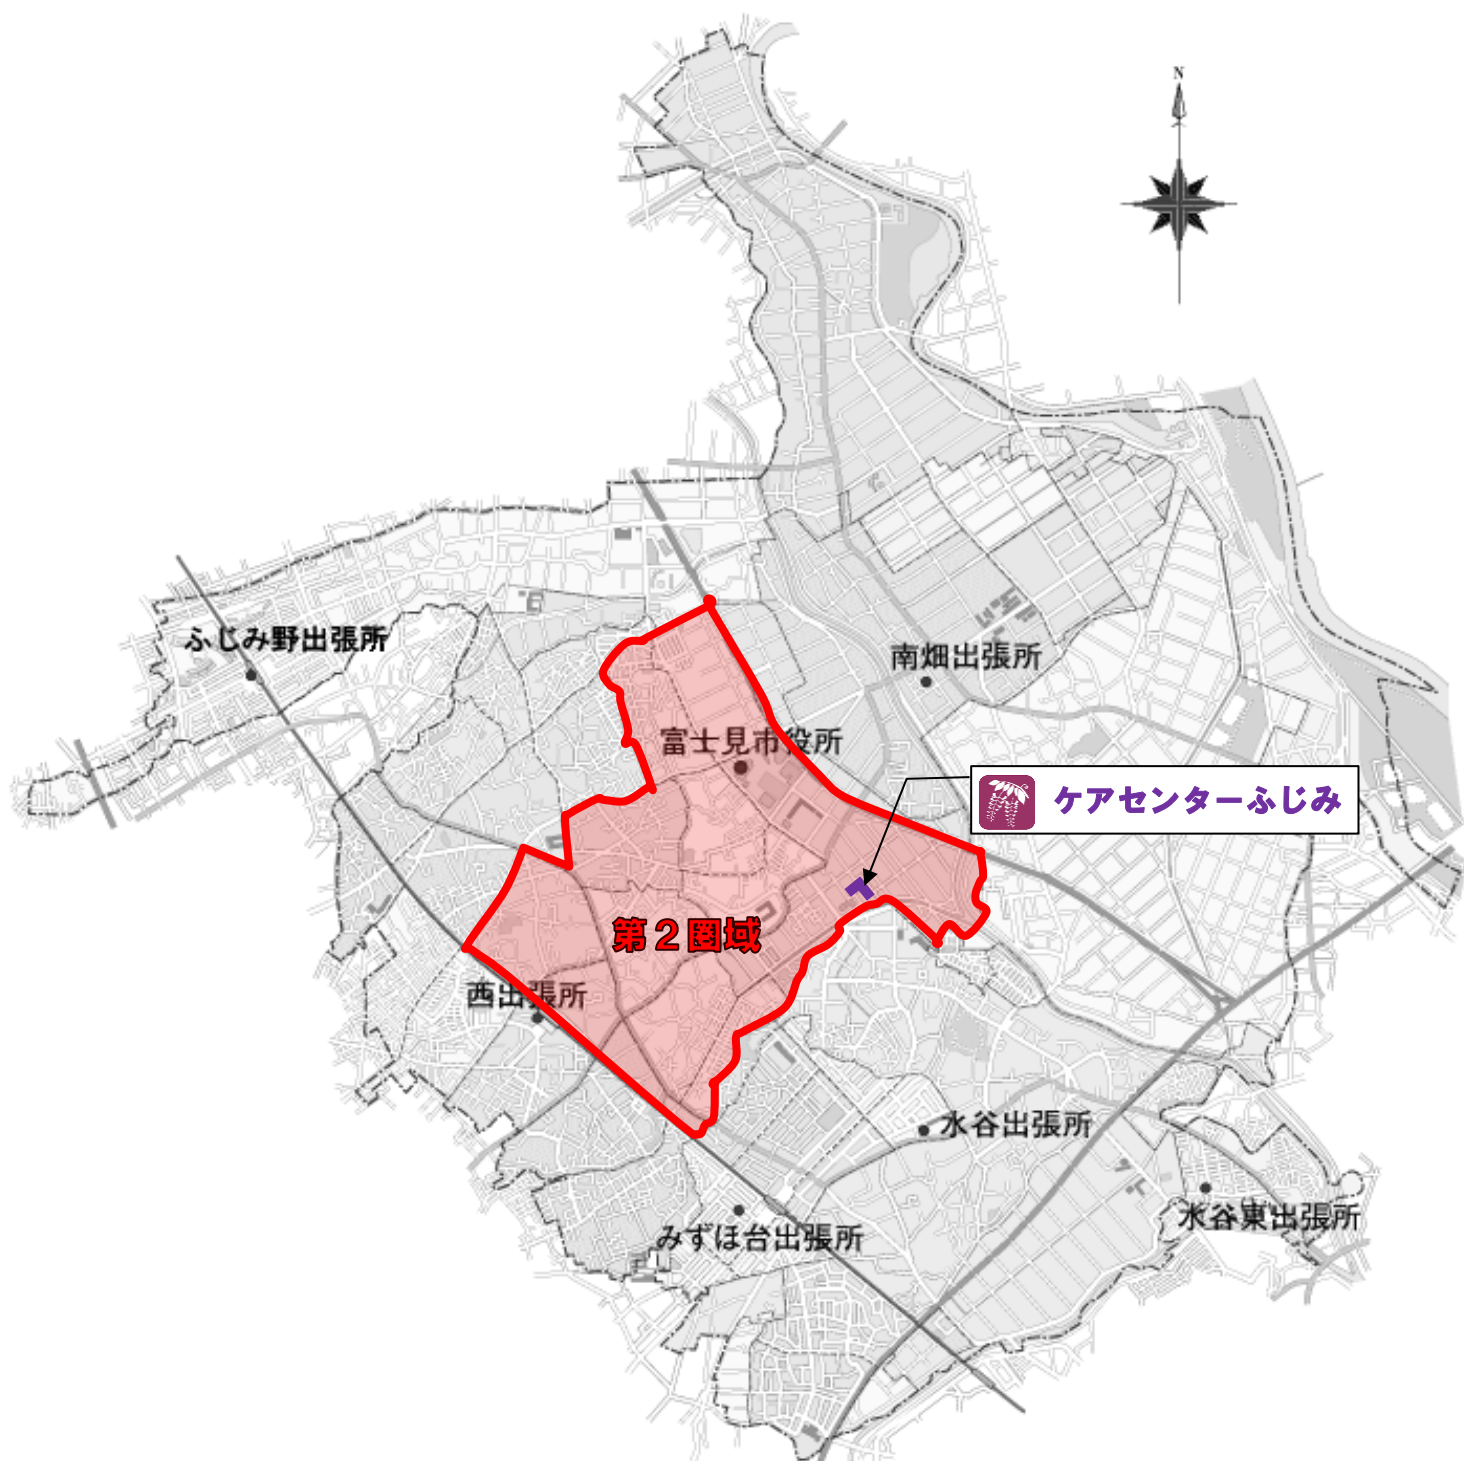 N
ふじみ野出張所
南畑出張所
富士見市役所
ケアセンターふじみ
第2圏域
西出張所
水谷出張所
水谷東出張所
みずほ台出張所